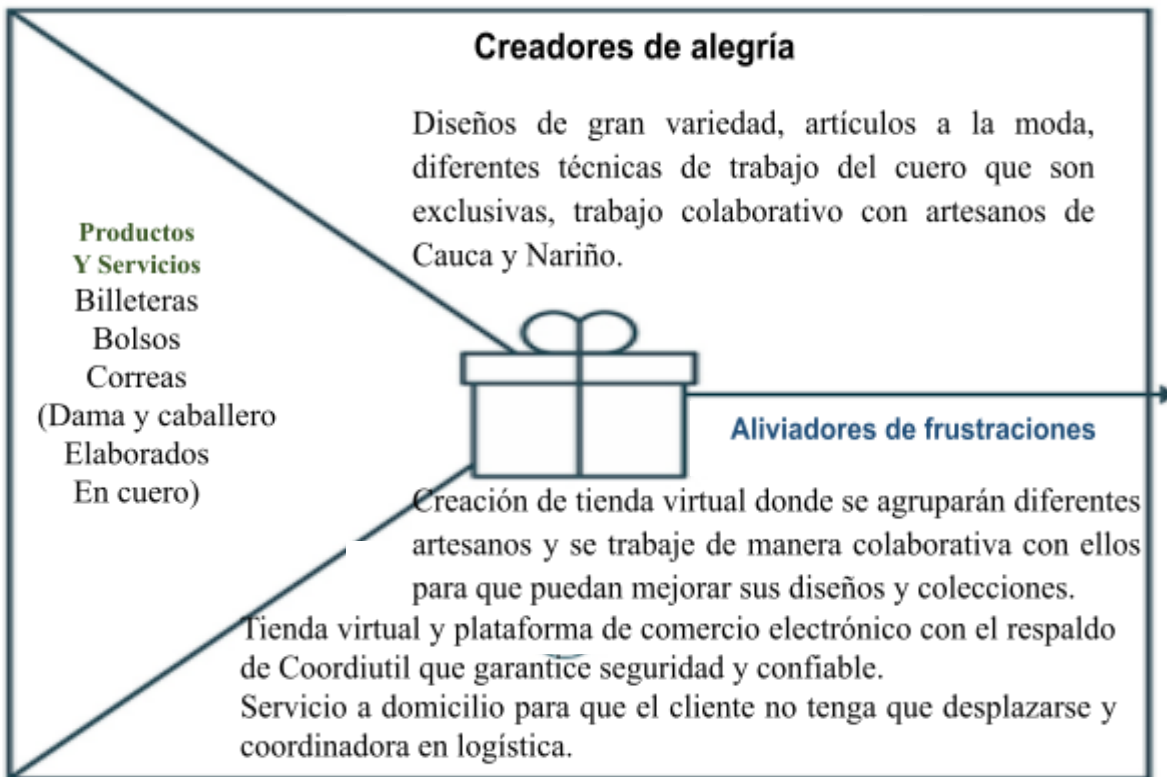 Creadores de alegría
Diseños de gran variedad, artículos a la moda,
diferentes técnicas de trabajo del cuero que son
exclusivas, trabajo colaborativo con artesanos de
Cauca y Nariño.
Productos
Y Servicios
Billeteras
Bolsos
Correas
(Dama y caballero
Elaborados
En cuero)
Aliviadores de frustraciones
Creación de tienda virtual donde se agruparán diferentes
artesanos y se trabaje de manera colaborativa con ellos
para que puedan mejorar sus diseños y colecciones.
Tienda virtual y plataforma de comercio electrónico con el respaldo
de Coordiutil que garantice seguridad y confiable.
Servicio a domicilio para que el cliente no tenga que desplazarse y
coordinadora en logística.